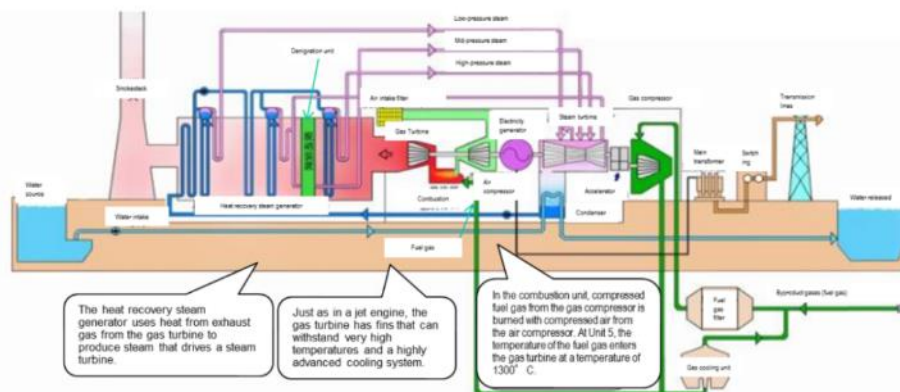 Low-pressure steam
Denigration unit
Mid-pressure steam
High-pressure steam
Smokestack
Air intake filter
Gas compressor
Transmission
lines
Gas Turbine
Electricity
generator
Steam turbine
Main
transformer
Switch
ing
Water
source
Water intake
Heat recovery steam generator
Combustion
Air
compressor
Accelerator
Condenser
Water-released
Fuel gas
The heat recovery steam
generator uses heat from exhaust
gas from the gas turbine to
produce steam that drives a steam
turbine.
Just as in a jet engine, the
gas turbine has fins that can
withstand very high
temperatures and a highly
advanced cooling system.
In the combustion unit, compressed
fuel gas from the gas compressor is
burned with compressed air from
the air compressor. At Unit 5, the
temperature of the fuel gas enters
the gas turbine at a temperature of
1300° C.
Fuel
gas
filter
Byproduct gases (fuel gas)
Gas cooling unit